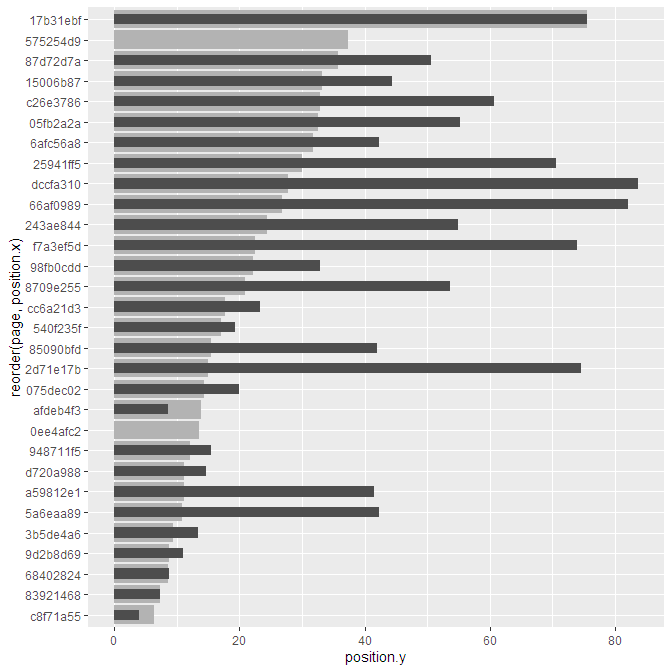 17b31ebf
575254d9
87d72d7a
15006b87
c26e3786
05fb2a2a
6afc56a8
25941ff5
dccfa310
66af0989
243ae844
f7a3ef5d
98fb0cdd
8709e255
cc6a21d3
540f235f
85090bfd
2d71e17b
075dec02
afdeb4f3
0ee4afc2
948711f5
d720a988
a59812e1
5a6eaa89
3b5de4a6
9d2b8d69
68402824
83921468
c8f71a55
reorder(page, position.x)
0 20 40 60 80
position.y